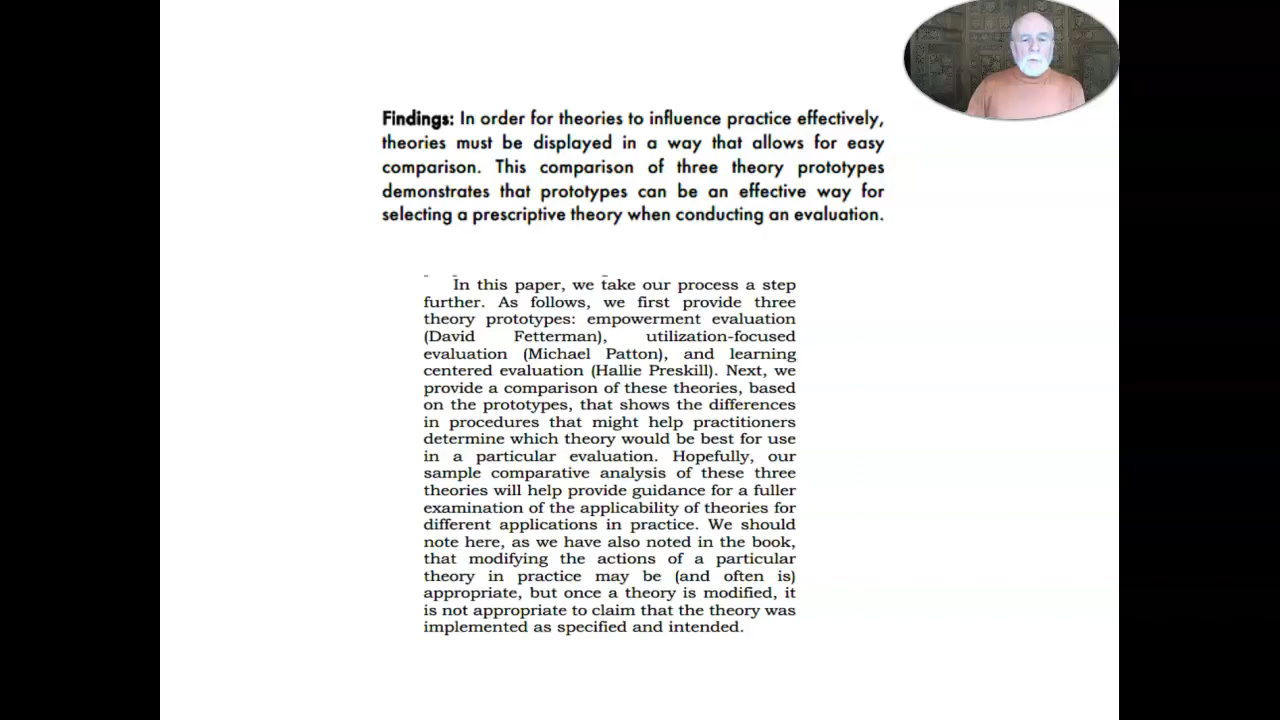 Findings: In order for theories to influence practice effectively,
theories must be displayed in a way that allows for easy
comparison. This comparison of three theory prototypes
demonstrates that prototypes can be an effective way for
selecting a prescriptive theory when conducting an evaluation.
In this paper, we take our process a step
further. As follows, we first provide three
theory prototypes: empowerment evaluation
(David Fetterman), utilization-focused
evaluation (Michael Patton), and learning
centered evaluation (Hallie Preskill). Next, we
provide a comparison of these theories, based
on the prototypes, that shows the differences
in procedures that might help practitioners
determine which theory would be best for use
in a particular evaluation. Hopefully, our
sample comparative analysis of these three
theories will help provide guidance for a fuller
examination of the applicability of theories for
different applications in practice. We should
note here, as we have also noted in the book,
that modifying the actions of a particular
theory in practice may be (and often is)
appropriate, but once a theory is modified, it
is not appropriate to claim that the theory was
implemented as specified and intended.